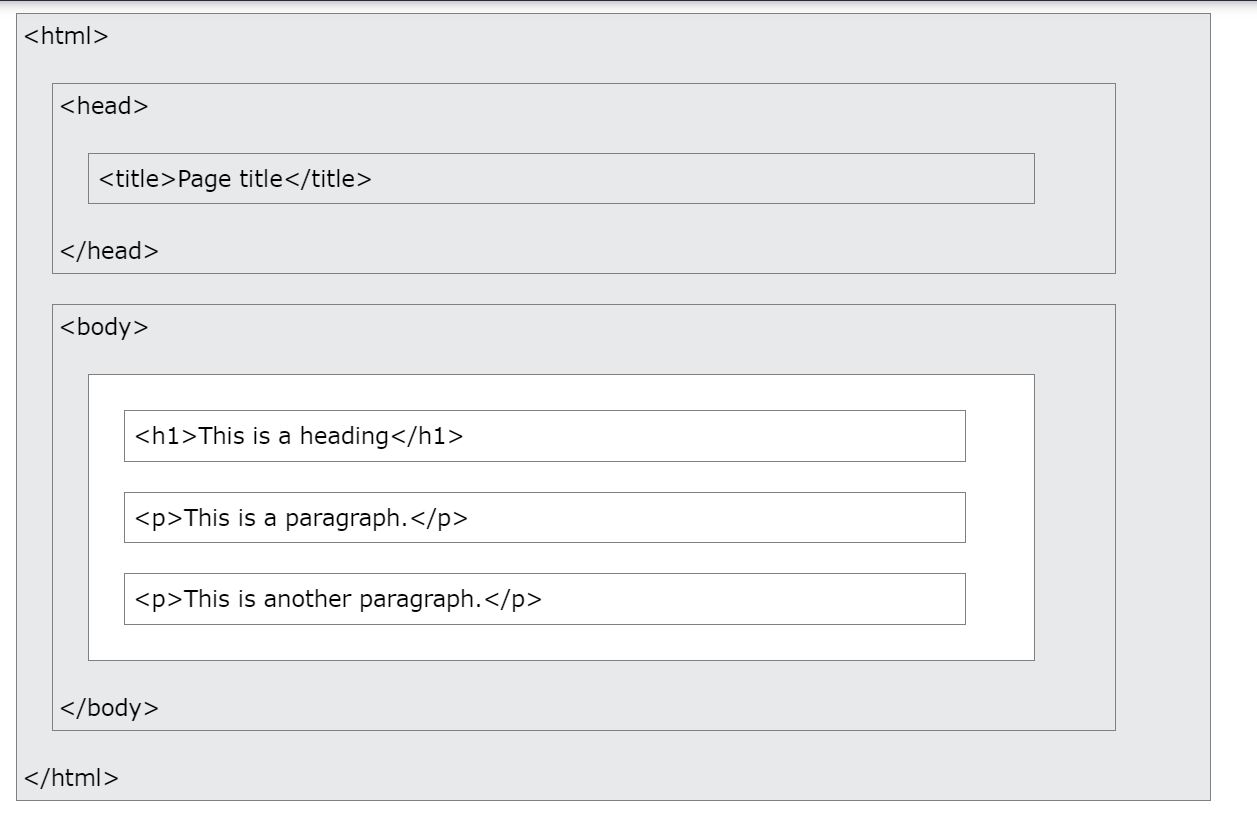 <html>
<head>
<title>Page title</title>
</head>
<body>
<h1>This is a heading</h1>
<p>This is a paragraph.</p>
<p>This is another paragraph.</p>
</body>
</html>